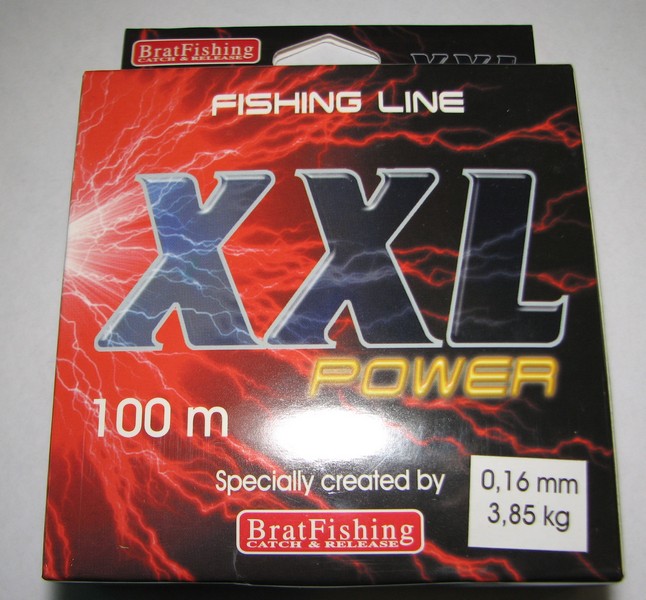 BratFishing
CATCH & RELEASE
XXL
FISHING LINE
XXL
POWER
100 m
Specially created by
0,16 mm
3,85 kg
BratFishing
CATCH & RELEASE